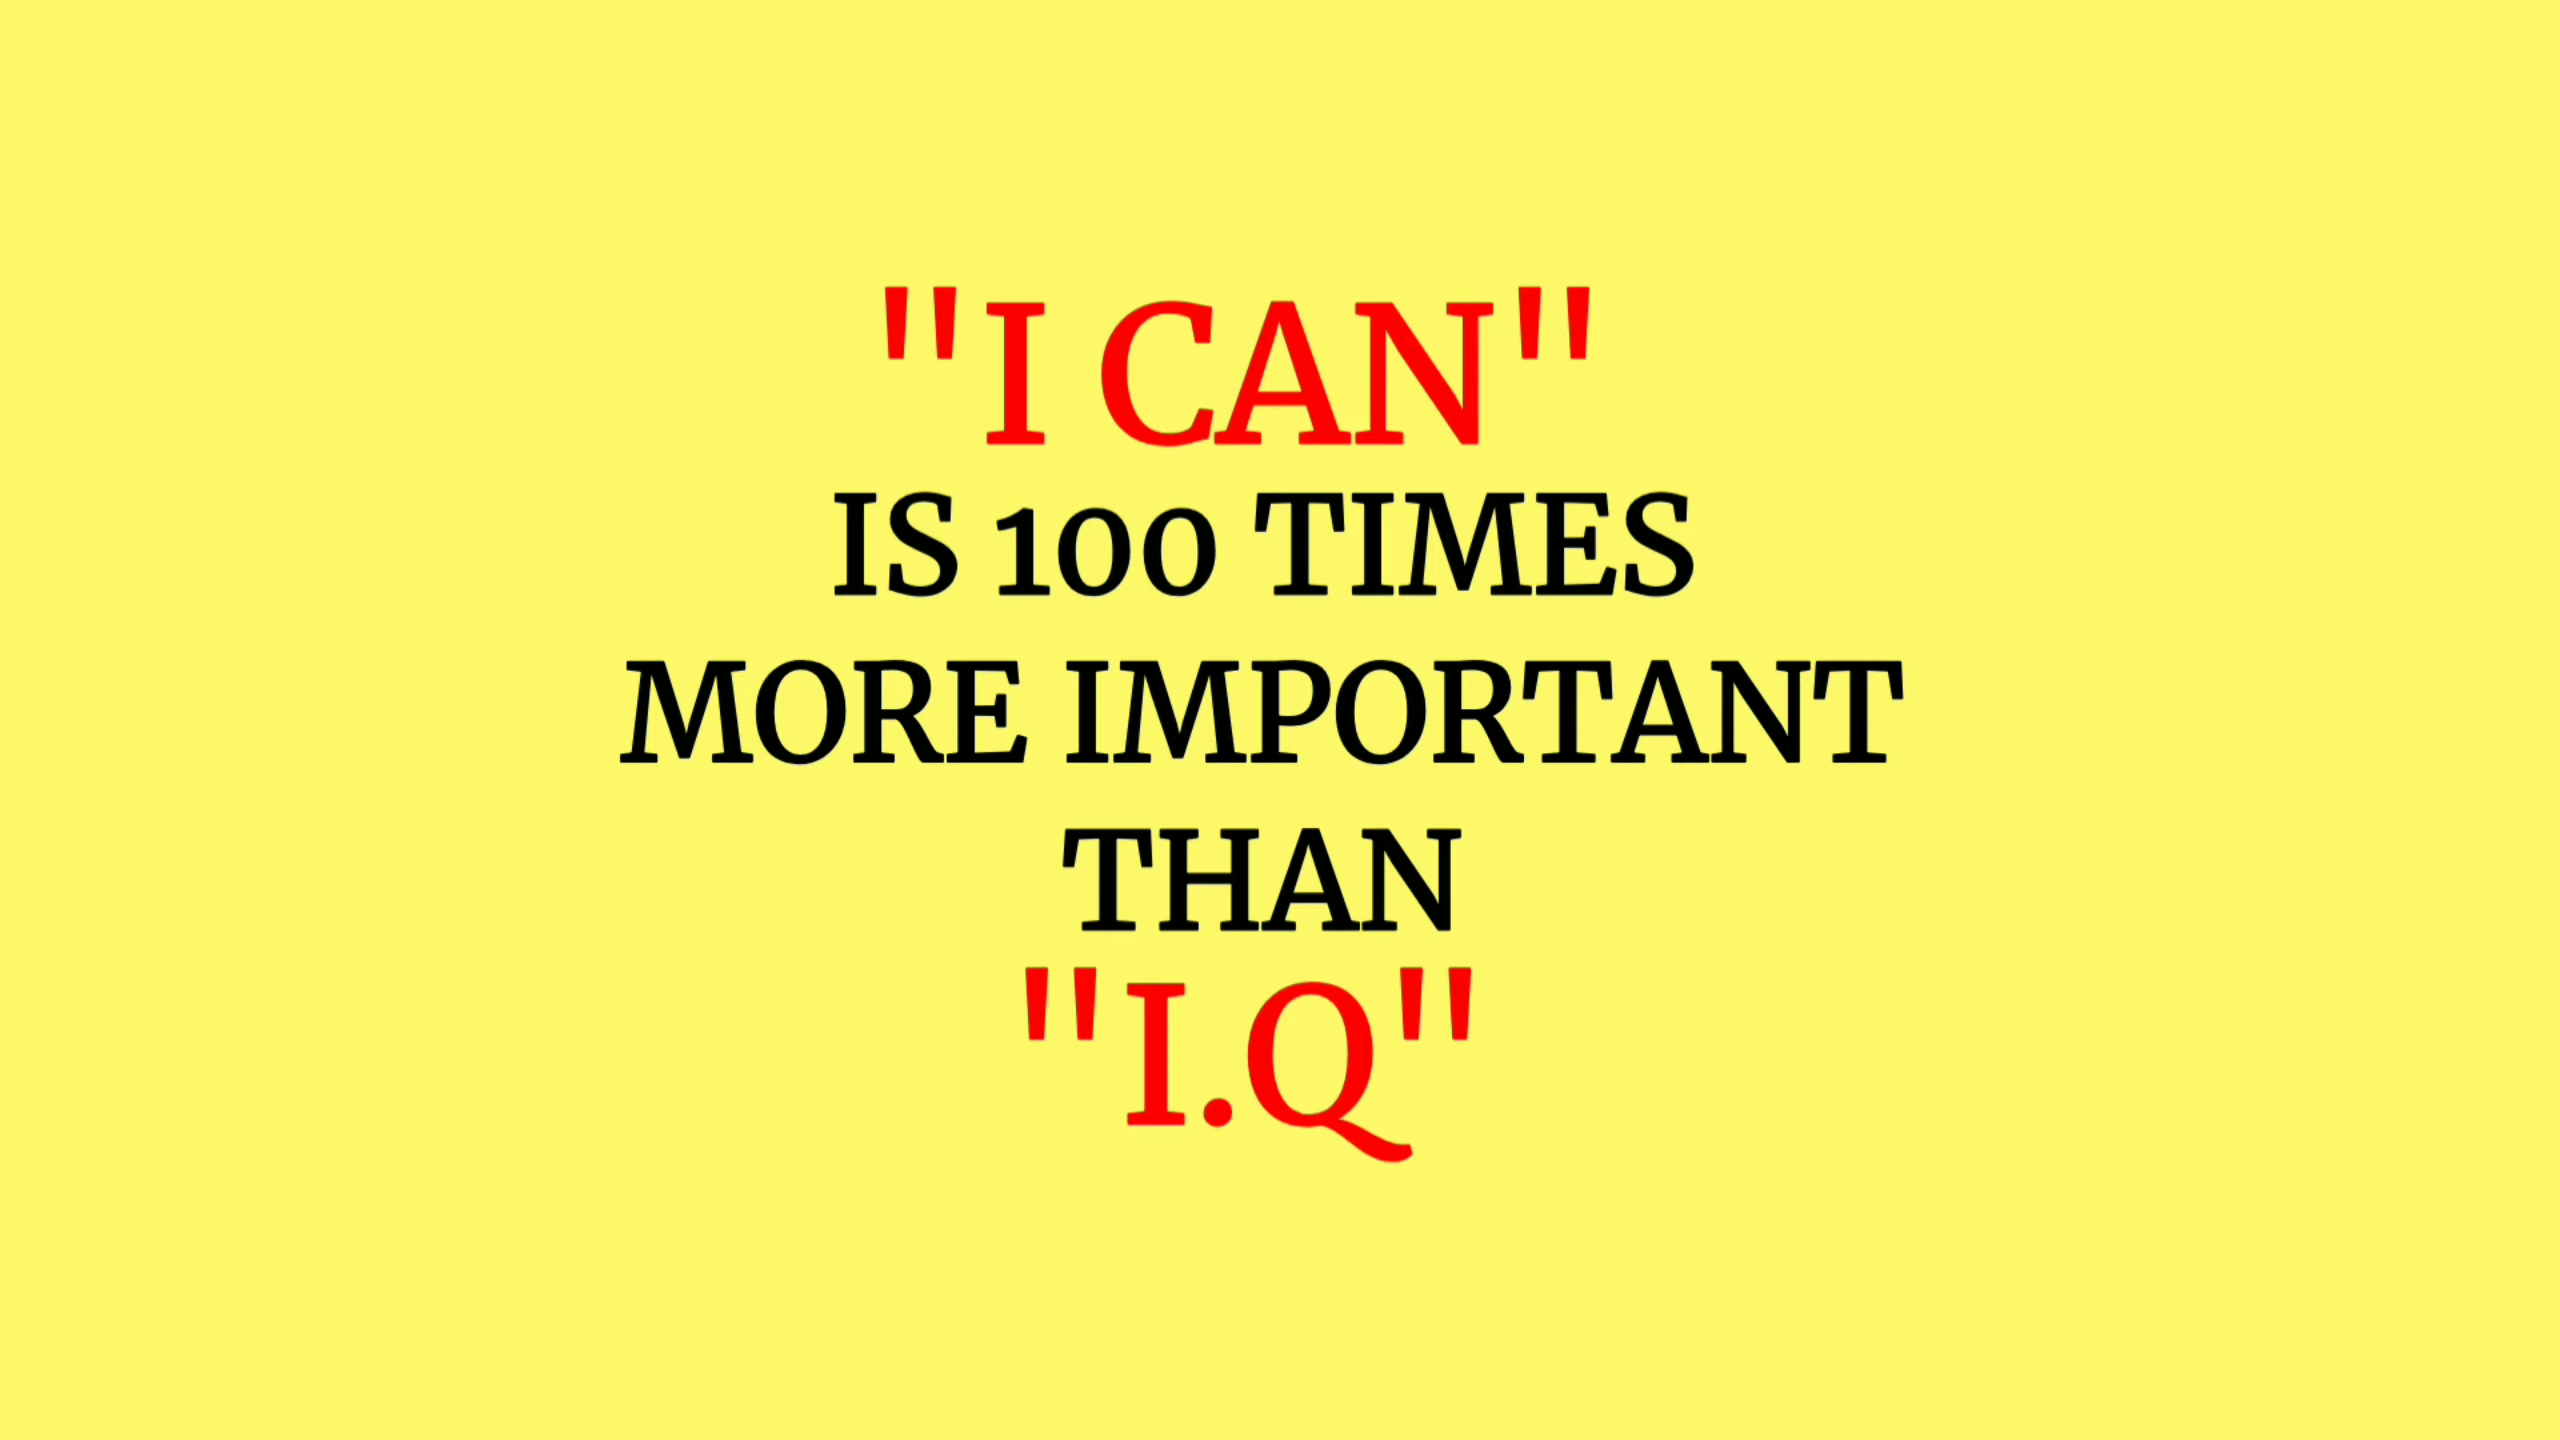 "I CAN"
IS 100 TIMES
MORE IMPORTANT
THAN
"I.Q"